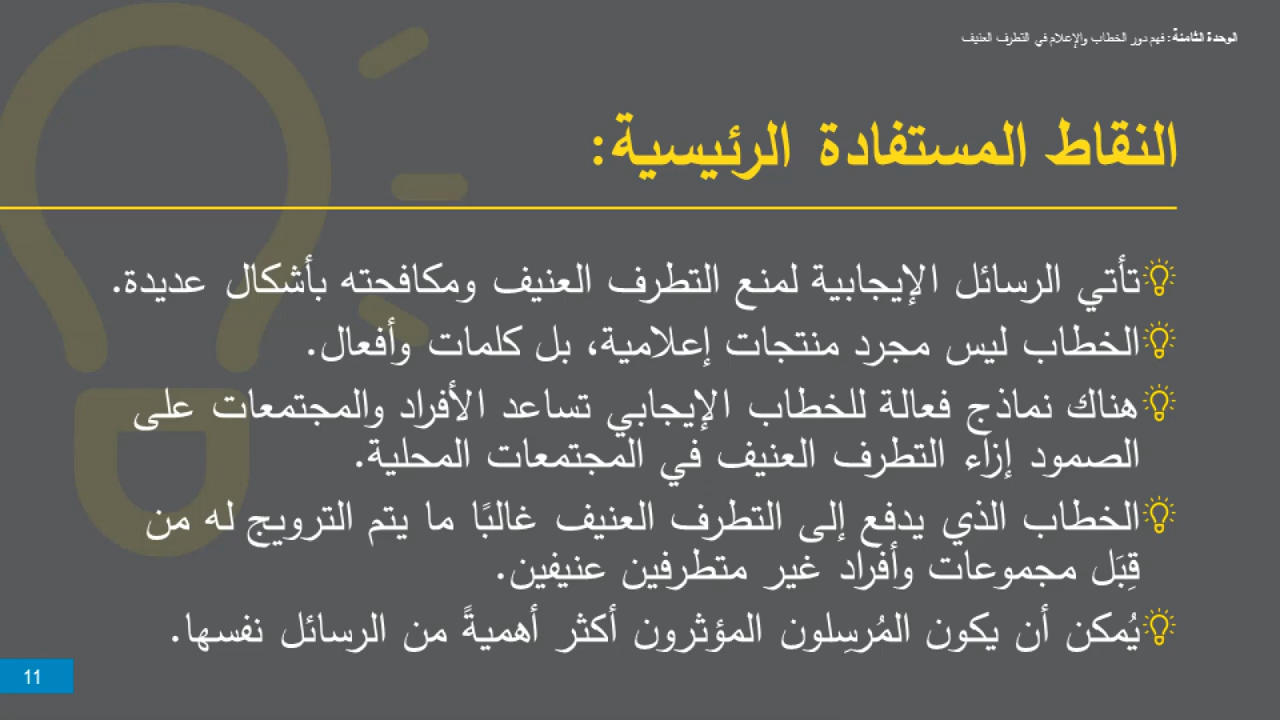 الوحدة الثامنة: فهم دور الخطاب والإعلام في التطرف العنيف
النقاط المستفادة الرئيسية:
تأتي الرسائل الإيجابية لمنع التطرف العنيف ومكافحته بأشكال عديدة.
الخطاب ليس مجرد منتجات إعلامية، بل كلمات وأفعال.
هناك نماذج فعالة للخطاب الإيجابي تساعد الأفراد والمجتمعات على
الصمود إزاء التطرف العنيف في المجتمعات المحلية.
الخطاب الذي يدفع إلى التطرف العنيف غالبًا ما يتم الترويج له من
قِبَل مجموعات وأفراد غير متطرفين عنيفين.
يُمكن أن يكون المُرسِلون المؤثرون أكثر أهميةً من الرسائل نفسها.
11